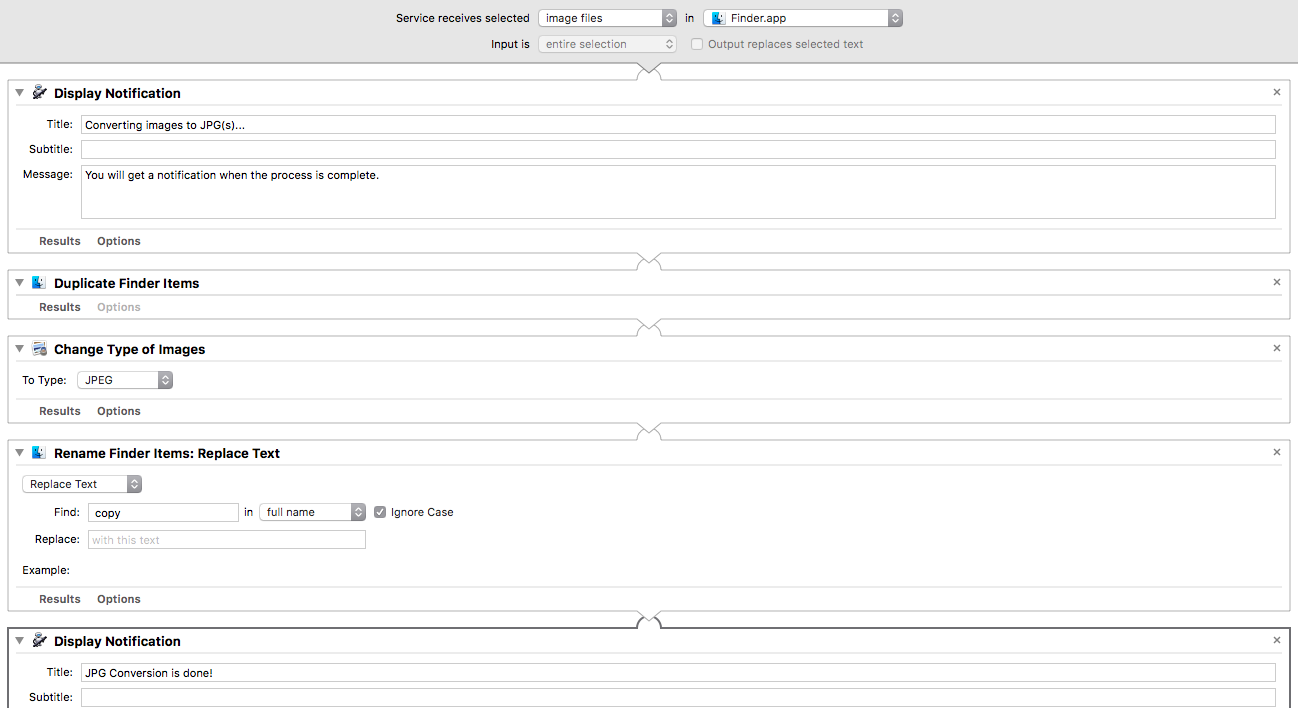 Service receives selected image files in Finder.app
Input is entire selection Output replaces selected text
Display Notification
Title: Converting images to JPG(s)...
Subtitle:
Message: You will get a notification when the process is complete.
Results Options
Duplicate Finder Items
Results Options
Change Type of Images
To Type: JPEG
Results Options
Rename Finder Items: Replace Text
Replace Text
Find: copy in full name Ignore Case
Replace: with this text
Example:
Results Options
Display Notification
Title: JPG Conversion is done!
Subtitle: